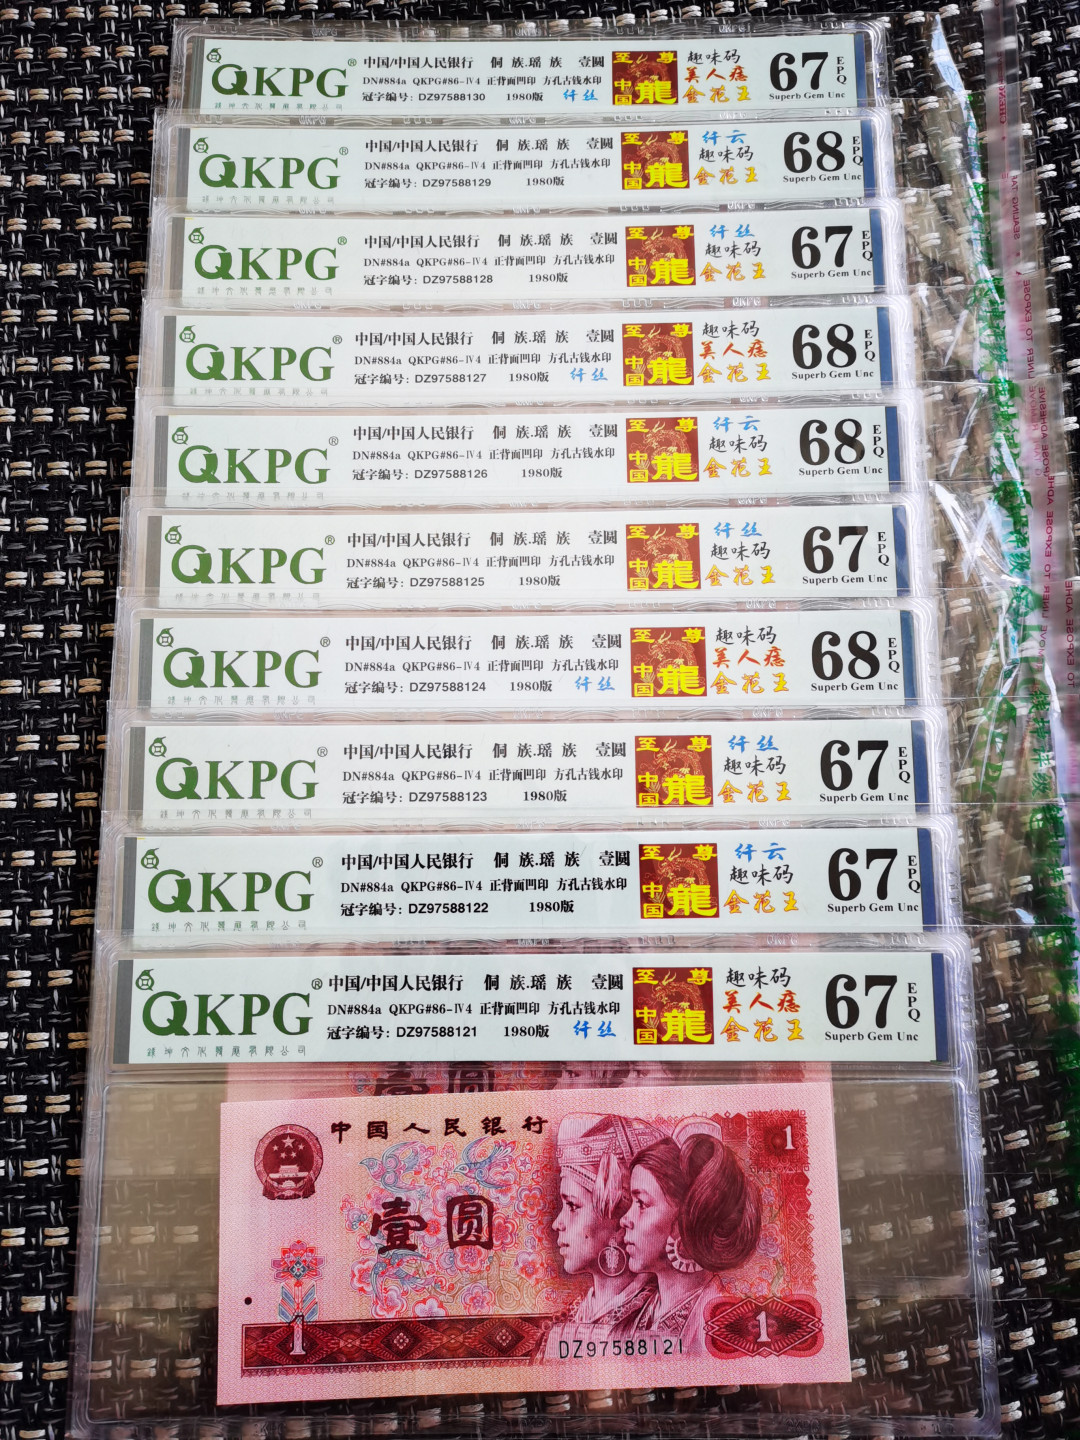 QKPG®
中国/中国人民银行 侗 族.瑶 族 壹圆
DN#884a QKPG#86-Ⅳ4 正背面凹印 方孔古钱水印
冠字编号: DZ97588130 1980版 纤丝
至尊
中国龍
趣味码
美人痣
金花王
67 EPQ
Superb Gem Unc
QKPG®
中国/中国人民银行 侗 族.瑶 族 壹圆
DN#884a QKPG#86-Ⅳ4 正背面凹印 方孔古钱水印
冠字编号: DZ97588129 1980版
至尊
中国龍
纤云
趣味码
金花王
68 EPQ
Superb Gem Unc
QKPG®
中国/中国人民银行 侗 族.瑶 族 壹圆
DN#884a QKPG#86-Ⅳ4 正背面凹印 方孔古钱水印
冠字编号: DZ97588128 1980版
至尊
中国龍
纤丝
趣味码
金花王
67 EPQ
Superb Gem Unc
QKPG®
中国/中国人民银行 侗 族.瑶 族 壹圆
DN#884a QKPG#86-Ⅳ4 正背面凹印 方孔古钱水印
冠字编号: DZ97588127 1980版 纤丝
至尊
中国龍
趣味码
美人痣
金花王
68 EPQ
Superb Gem Unc
QKPG®
中国/中国人民银行 侗 族.瑶 族 壹圆
DN#884a QKPG#86-Ⅳ4 正背面凹印 方孔古钱水印
冠字编号: DZ97588126 1980版
至尊
中国龍
纤云
趣味码
金花王
68 EPQ
Superb Gem Unc
QKPG®
中国/中国人民银行 侗 族.瑶 族 壹圆
DN#884a QKPG#86-Ⅳ4 正背面凹印 方孔古钱水印
冠字编号: DZ97588125 1980版
至尊
中国龍
纤丝
趣味码
金花王
67 EPQ
Superb Gem Unc
QKPG®
中国/中国人民银行 侗 族.瑶 族 壹圆
DN#884a QKPG#86-Ⅳ4 正背面凹印 方孔古钱水印
冠字编号: DZ97588124 1980版 纤丝
至尊
中国龍
趣味码
美人痣
金花王
68 EPQ
Superb Gem Unc
QKPG®
中国/中国人民银行 侗 族.瑶 族 壹圆
DN#884a QKPG#86-Ⅳ4 正背面凹印 方孔古钱水印
冠字编号: DZ97588123 1980版
至尊
中国龍
纤丝
趣味码
金花王
67 EPQ
Superb Gem Unc
QKPG®
中国/中国人民银行 侗 族.瑶 族 壹圆
DN#884a QKPG#86-Ⅳ4 正背面凹印 方孔古钱水印
冠字编号: DZ97588122 1980版
至尊
中国龍
纤云
趣味码
金花王
67 EPQ
Superb Gem Unc
QKPG®
中国/中国人民银行 侗 族.瑶 族 壹圆
DN#884a QKPG#86-Ⅳ4 正背面凹印 方孔古钱水印
冠字编号: DZ97588121 1980版 纤丝
至尊
中国龍
趣味码
美人痣
金花王
67 EPQ
Superb Gem Unc
壹圆
中国人民银行
1
壹圆
1
1
DZ97588121